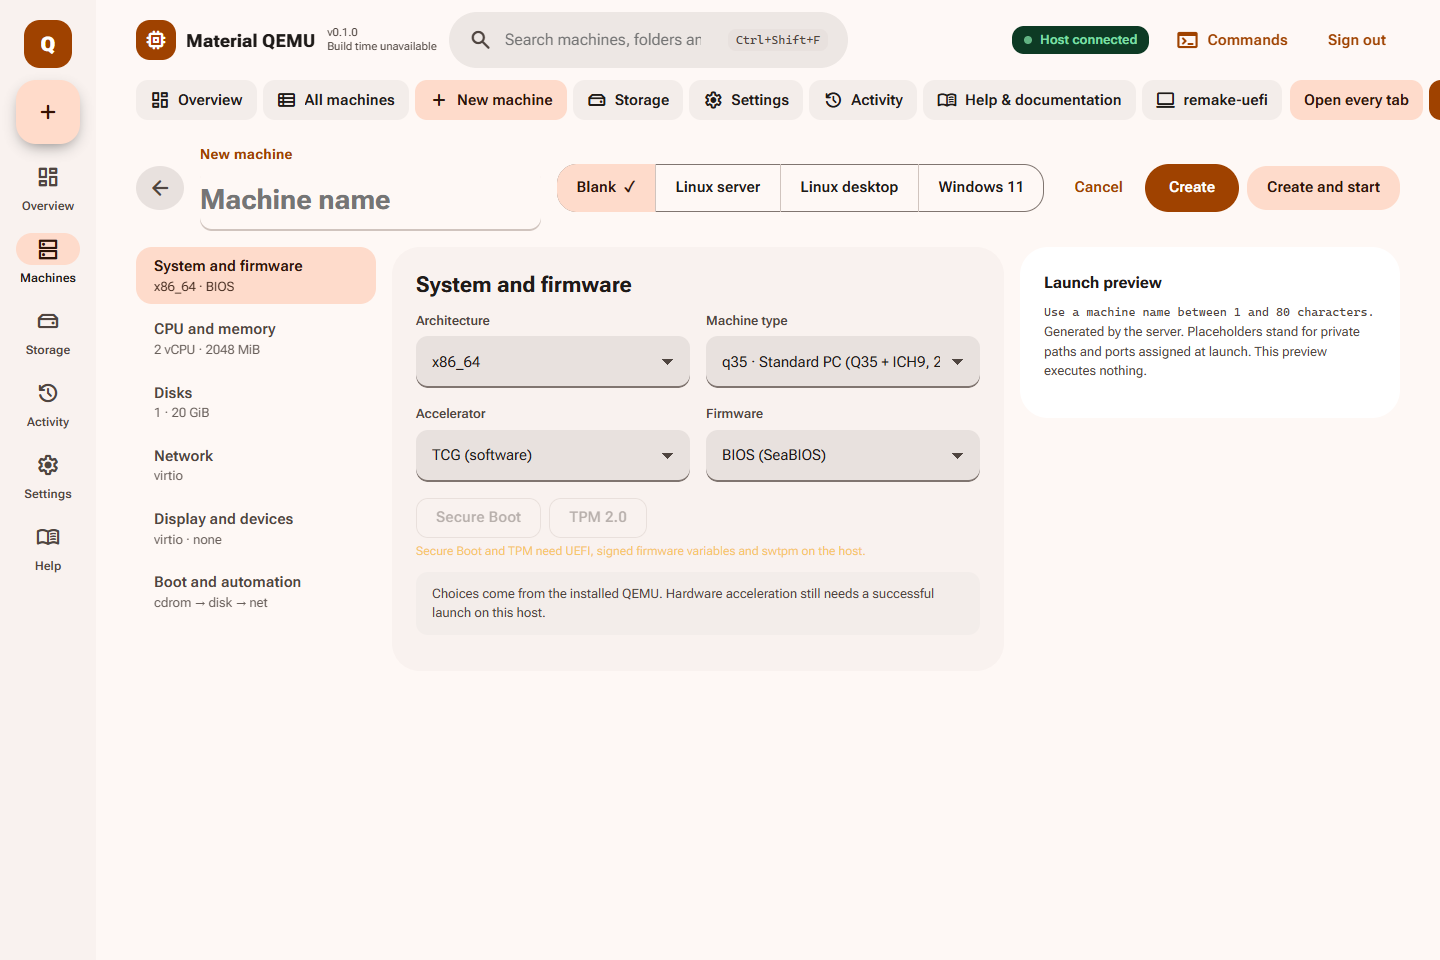 Q
Material QEMU
v0.1.0
Build time unavailable
Search machines, folders an
Ctrl+Shift+F
Host connected
Commands
Sign out
Overview
All machines
New machine
Storage
Settings
Activity
Help & documentation
remake-uefi
Open every tab
Overview
Machines
Storage
Activity
Settings
Help
New machine
Machine name
Blank ✓
Linux server
Linux desktop
Windows 11
Cancel
Create
Create and start
System and firmware
x86_64 · BIOS
CPU and memory
2 vCPU · 2048 MiB
Disks
1 · 20 GiB
Network
virtio
Display and devices
virtio · none
Boot and automation
cdrom → disk → net
System and firmware
Architecture
Machine type
x86_64
q35 · Standard PC (Q35 + ICH9, 2
Accelerator
Firmware
TCG (software)
BIOS (SeaBIOS)
Secure Boot
TPM 2.0
Secure Boot and TPM need UEFI, signed firmware variables and swtpm on the host.
Choices come from the installed QEMU. Hardware acceleration still needs a successful
launch on this host.
Launch preview
Use a machine name between 1 and 80 characters.
Generated by the server. Placeholders stand for private
paths and ports assigned at launch. This preview
executes nothing.